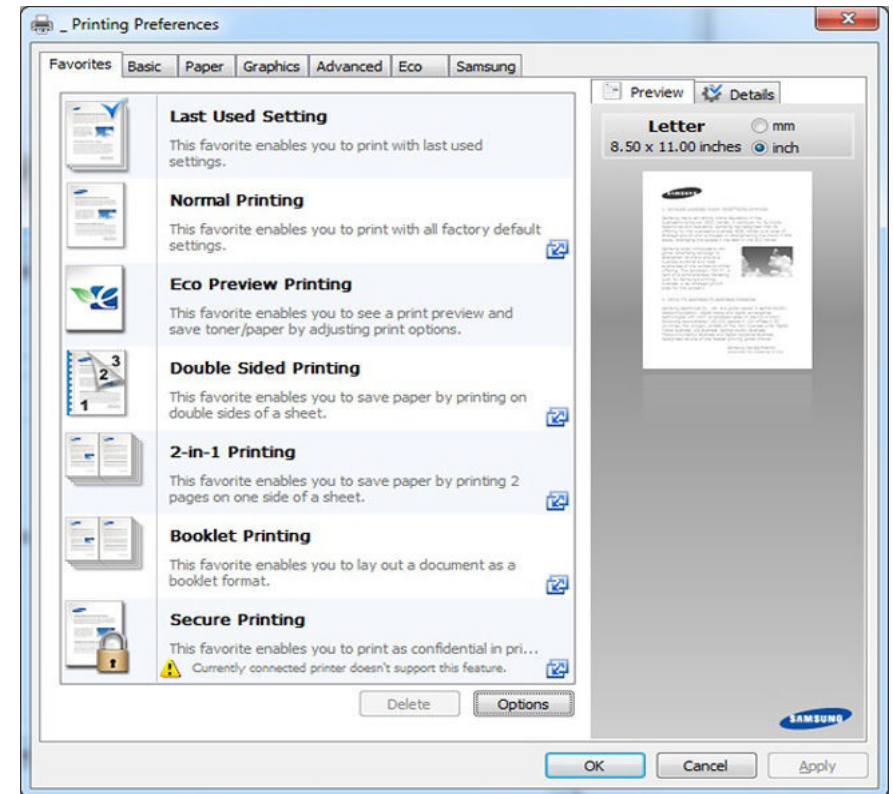 _ Printing Preferences
Favorites Basic Paper Graphics Advanced Eco Samsung
Last Used Setting
This favorite enables you to print with last used
settings.
Normal Printing
This favorite enables you to print with all factory default
settings.
Eco Preview Printing
This favorite enables you to see a print preview and
save toner/paper by adjusting print options.
3
2
1
Double Sided Printing
This favorite enables you to save paper by printing on
double sides of a sheet.
2-in-1 Printing
This favorite enables you to save paper by printing 2
pages on one side of a sheet.
Booklet Printing
This favorite enables you to lay out a document as a
booklet format.
Secure Printing
This favorite enables you to print as confidential in pri...
Currently connected printer doesn't support this feature.
Delete Options
Preview Details
Letter mm
8.50 x 11.00 inches inch
SAMSUNG
SAMSUNG
OK Cancel Apply